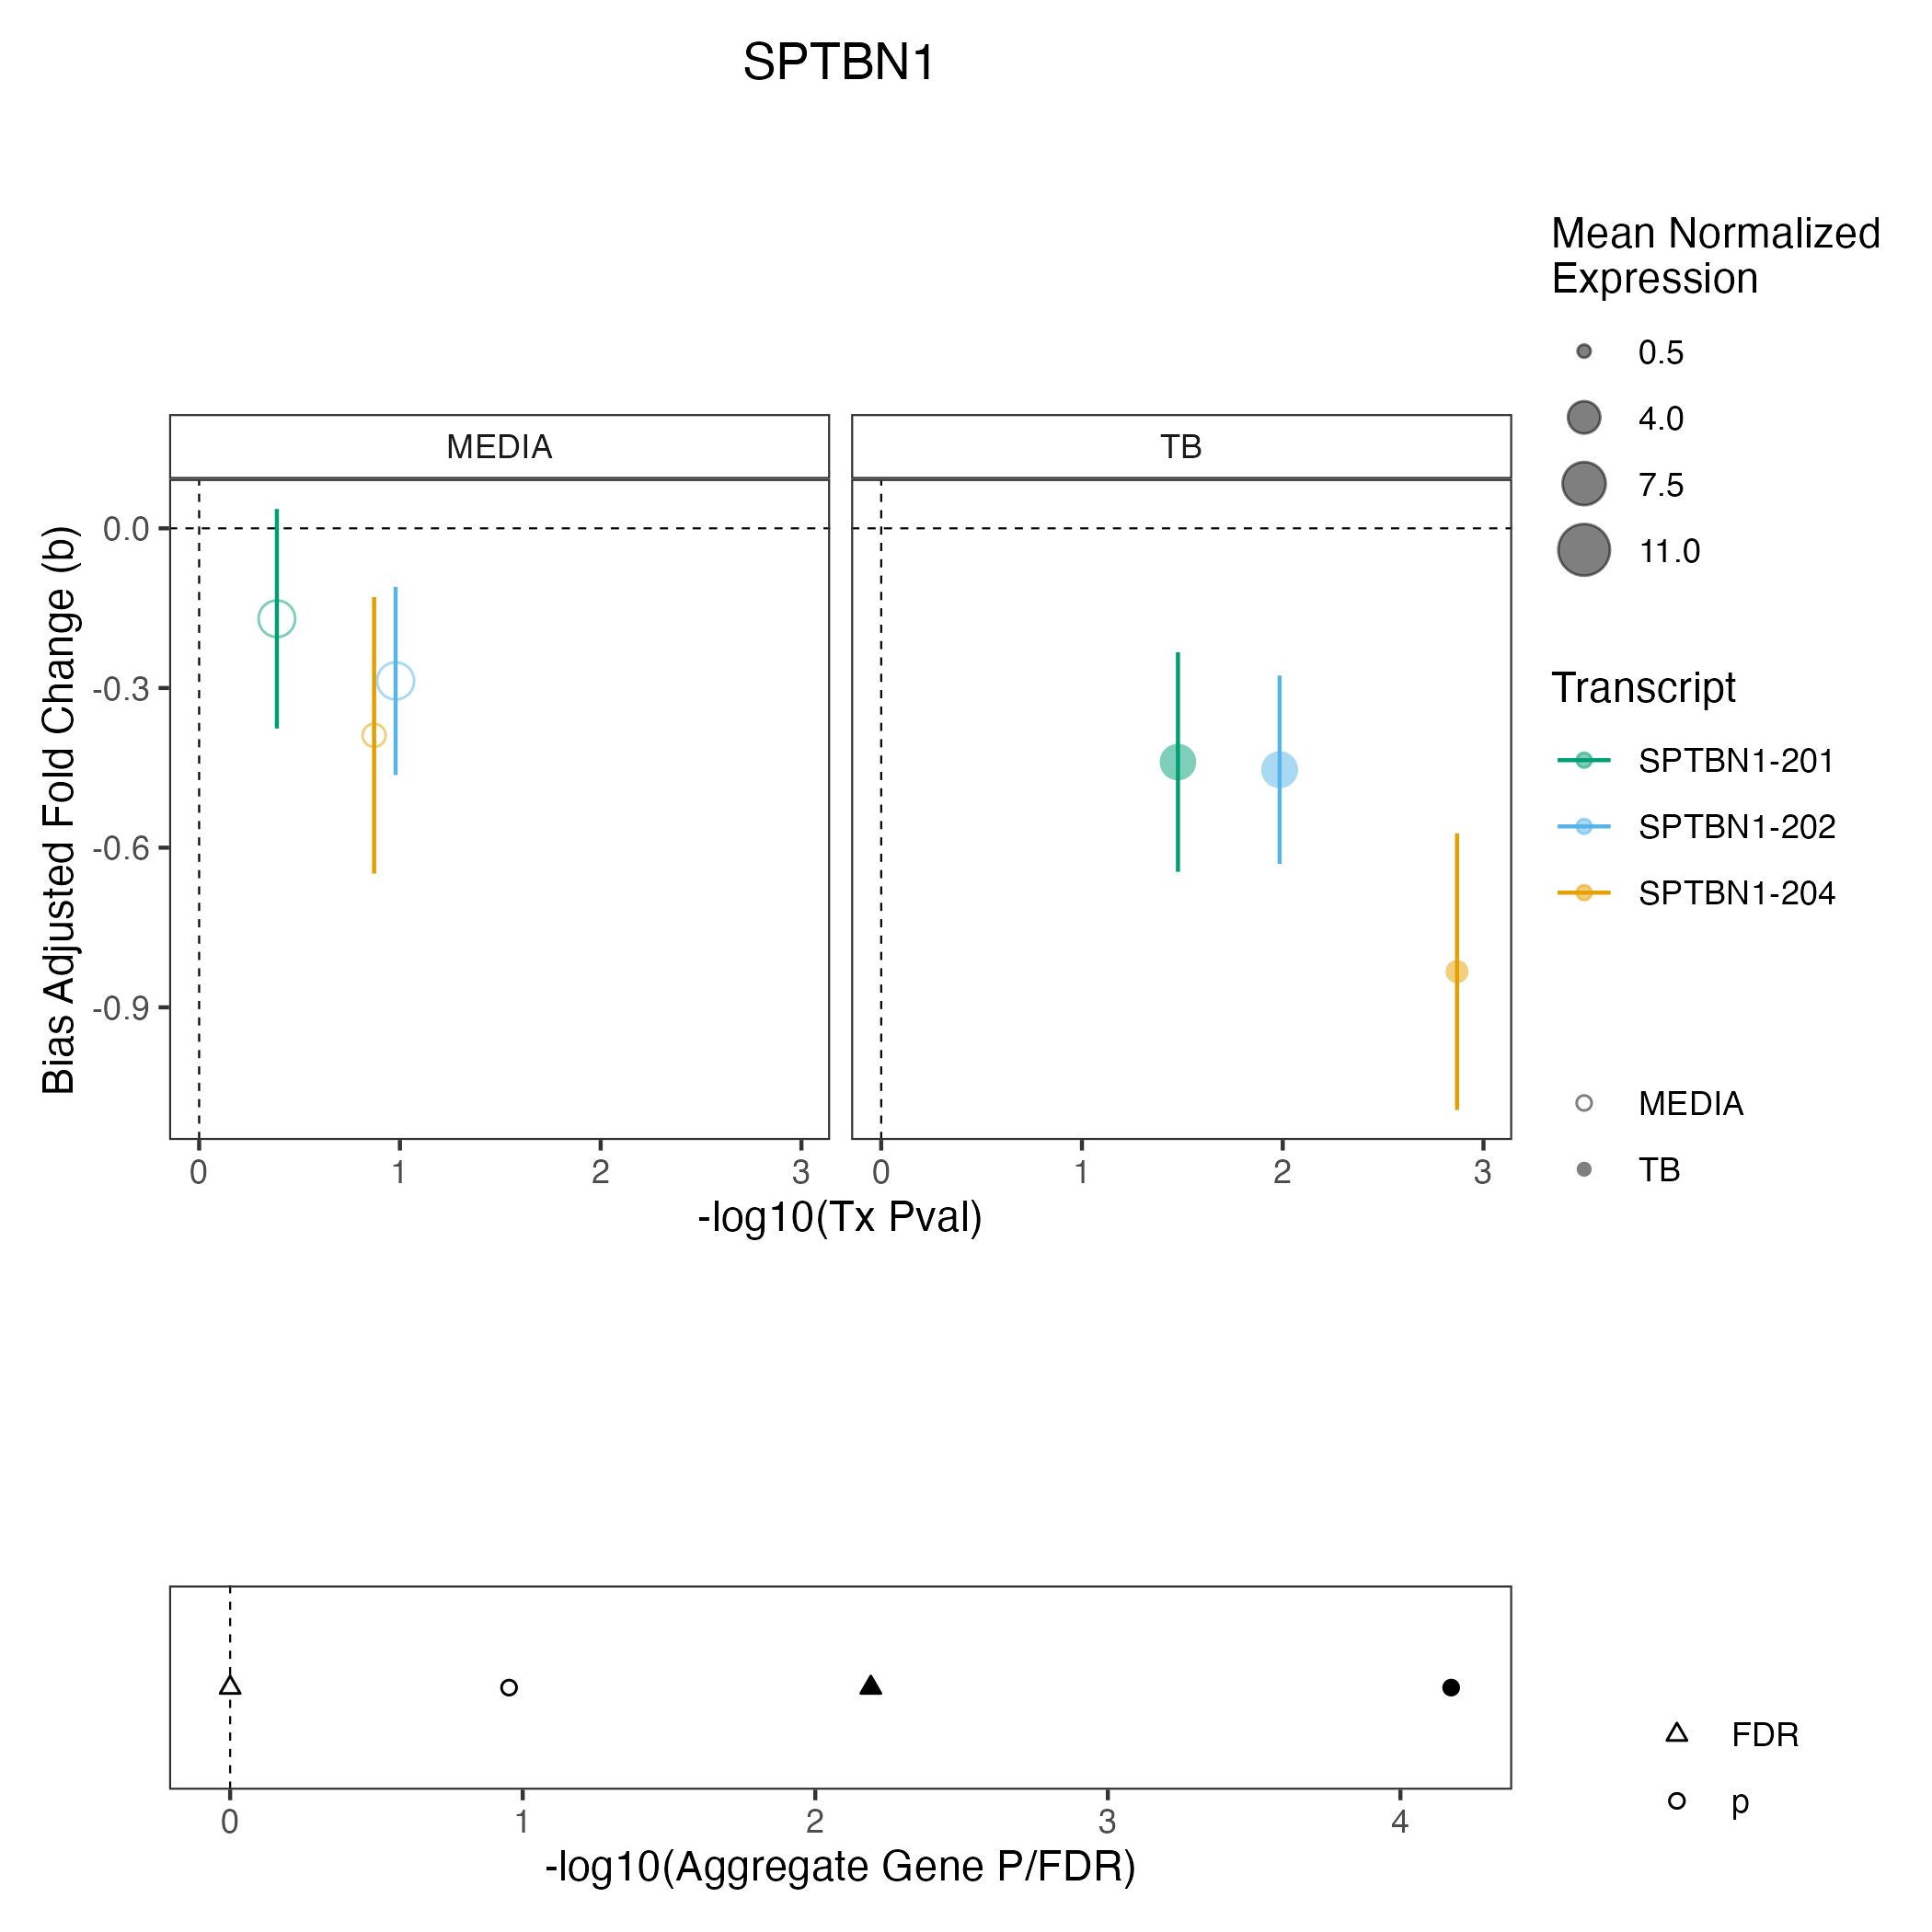 SPTBN1
MEDIA
TB
Bias Adjusted Fold Change (b)
0.0
-0.3
-0.6
-0.9
0 1 2 3
0 1 2 3
-log10(Tx Pval)
Mean Normalized
Expression
0.5
4.0
7.5
11.0
Transcript
SPTBN1-201
SPTBN1-202
SPTBN1-204
MEDIA
TB
0 1 2 3 4
-log10(Aggregate Gene P/FDR)
FDR
p